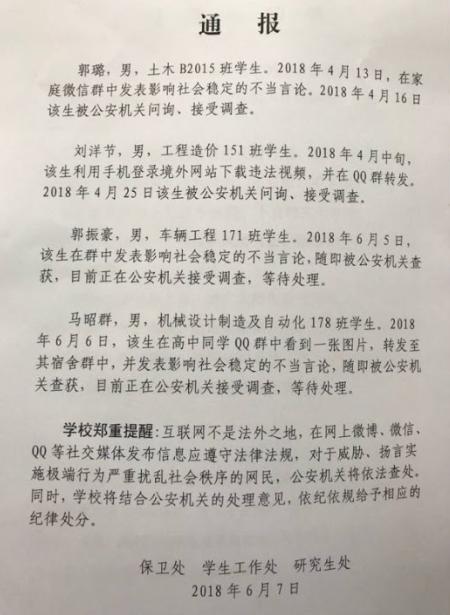 通 报
郭璐，男，土木B2015班学生。2018年4月13日，在家
庭微信群中发表影响社会稳定的不当言论。2018年4月16日
该生被公安机关问询、接受调查。
刘洋节，男，工程造价151班学生。2018年4月中旬，
该生利用手机登录境外网站下载违法视频，并在QQ群转发。
2018年4月25日该生被公安机关问询、接受调查。
郭振豪，男，车辆工程171班学生。2018年6月5日，
该生在群中发表影响社会稳定的不当言论，随即被公安机关查
获，目前正在公安机关接受调查，等待处理。
马昭群，男，机械设计制造及自动化178班学生。2018
年6月6日，该生在高中同学QQ群中看到一张图片，转发至
其宿舍群中，并发表影响社会稳定的不当言论，随即被公安机
关查获，目前正在公安机关接受调查，等待处理。
学校郑重提醒：互联网不是法外之地，在网上微博、微信、
QQ等社交媒体发布信息应遵守法律法规，对于威胁、扬言实
施极端行为严重扰乱社会秩序的网民，公安机关将依法查处。
同时，学校将结合公安机关的处理意见，依纪依规给予相应的
纪律处分。
保卫处 学生工作处 研究生处
2018年6月7日